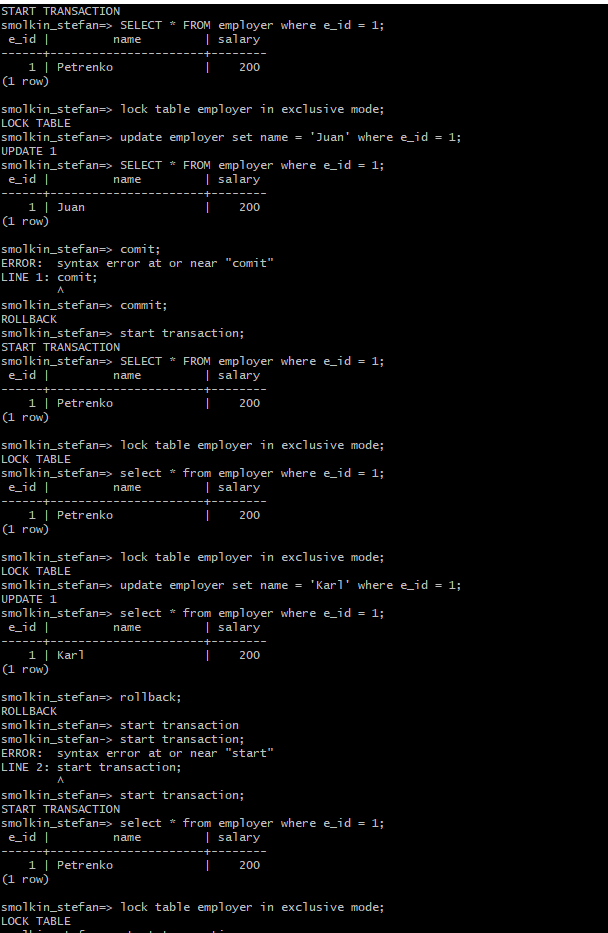 START TRANSACTION
smolkin_stefan=> SELECT * FROM employer where e_id = 1;
 e_id |         name         | salary
------+----------------------+--------
    1 | Petrenko             |    200
(1 row)

smolkin_stefan=> lock table employer in exclusive mode;
LOCK TABLE
smolkin_stefan=> update employer set name = 'Juan' where e_id = 1;
UPDATE 1
smolkin_stefan=> SELECT * FROM employer where e_id = 1;
 e_id |         name         | salary
------+----------------------+--------
    1 | Juan                 |    200
(1 row)

smolkin_stefan=> comit;
ERROR:  syntax error at or near "comit"
LINE 1: comit;
        ^
smolkin_stefan=> commit;
ROLLBACK
smolkin_stefan=> start transaction;
START TRANSACTION
smolkin_stefan=> SELECT * FROM employer where e_id = 1;
 e_id |         name         | salary
------+----------------------+--------
    1 | Petrenko             |    200
(1 row)

smolkin_stefan=> lock table employer in exclusive mode;
LOCK TABLE
smolkin_stefan=> select * from employer where e_id = 1;
 e_id |         name         | salary
------+----------------------+--------
    1 | Petrenko             |    200
(1 row)

smolkin_stefan=> lock table employer in exclusive mode;
LOCK TABLE
smolkin_stefan=> update employer set name = 'Karl' where e_id = 1;
UPDATE 1
smolkin_stefan=> select * from employer where e_id = 1;
 e_id |         name         | salary
------+----------------------+--------
    1 | Karl                 |    200
(1 row)

smolkin_stefan=> rollback;
ROLLBACK
smolkin_stefan=> start transaction
smolkin_stefan-> start transaction;
ERROR:  syntax error at or near "start"
LINE 2: start transaction;
        ^
smolkin_stefan=> start transaction;
START TRANSACTION
smolkin_stefan=> select * from employer where e_id = 1;
 e_id |         name         | salary
------+----------------------+--------
    1 | Petrenko             |    200
(1 row)

smolkin_stefan=> lock table employer in exclusive mode;
LOCK TABLE